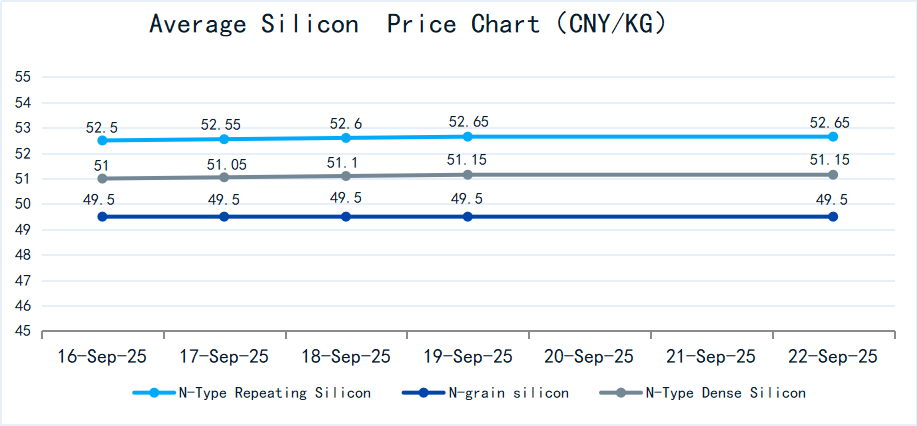 Average Silicon  Price Chart（CNY/KG）
55
54
53
52
51
50
49
48
47
46
45
52.5 52.55 52.6 52.65 52.65
51 51.05 51.1 51.15 51.15
49.5 49.5 49.5 49.5 49.5
16-Sep-25 17-Sep-25 18-Sep-25 19-Sep-25 20-Sep-25 21-Sep-25 22-Sep-25
N-Type Repeating Silicon N-grain silicon N-Type Dense Silicon